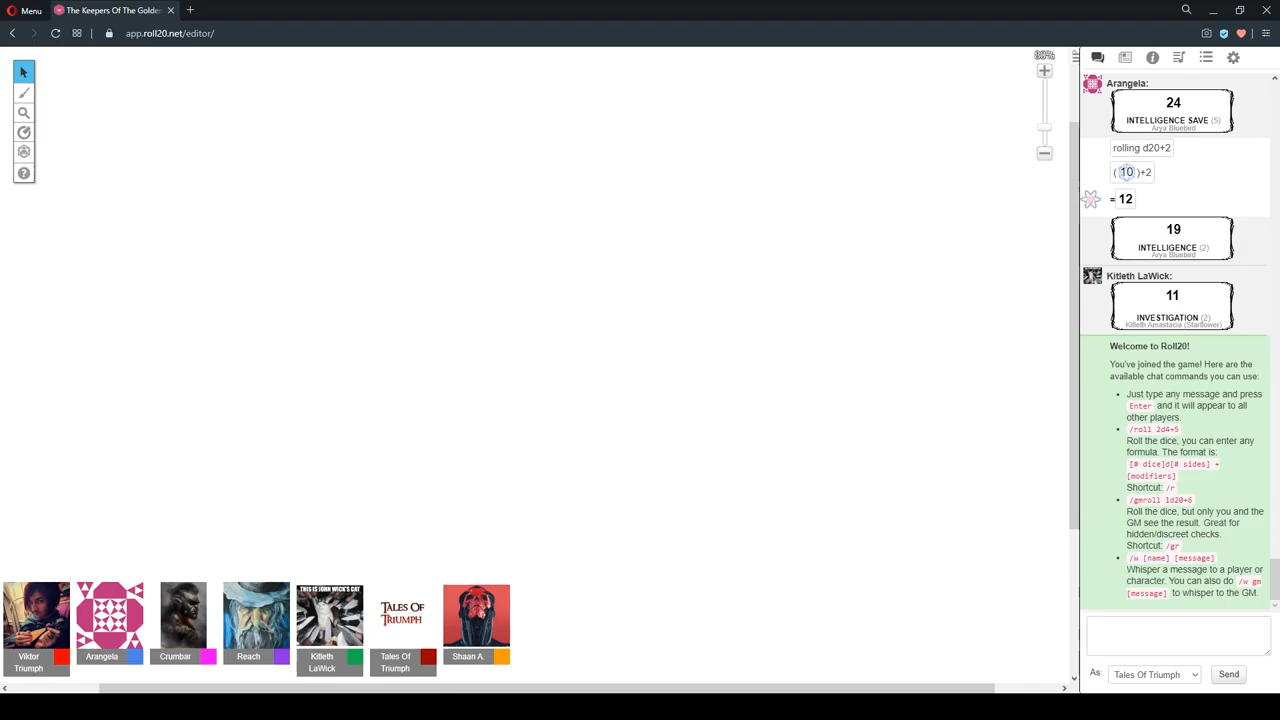 Menu
The Keepers Of The Golden
app.roll20.net/editor/
80%
Arangela:
24
INTELLIGENCE SAVE (5)
Arya Bluebird
rolling d20+2
(10)+2
=12
19
INTELLIGENCE (2)
Arya Bluebird
Kitleth LaWick:
11
INVESTIGATION (2)
Kitleth Amastacia (Starflower)
Welcome to Roll20!
You've joined the game! Here are the
available chat commands you can use:
Just type any message and press
Enter and it will appear to all
other players.
/roll 2d4+5
Roll the dice, you can enter any
formula. The format is:
[# dice]d[# sides] +
[modifiers]
Shortcut: /r
/gmroll 1d20+6
Roll the dice, but only you and the
GM see the result. Great for
hidden/discreet checks.
Shortcut: /gr
/w [name] [message]
Whisper a message to a player or
character. You can also do /w gm
[message] to whisper to the GM.
THIS IS JOHN WICK'S CAT
TALES OF
TRIUMPH
Viktor
Triumph
Arangela
Crumbar
Reach
Kitleth
LaWick
Tales Of
Triumph
Shaan A.
As:
Tales Of Triumph
Send